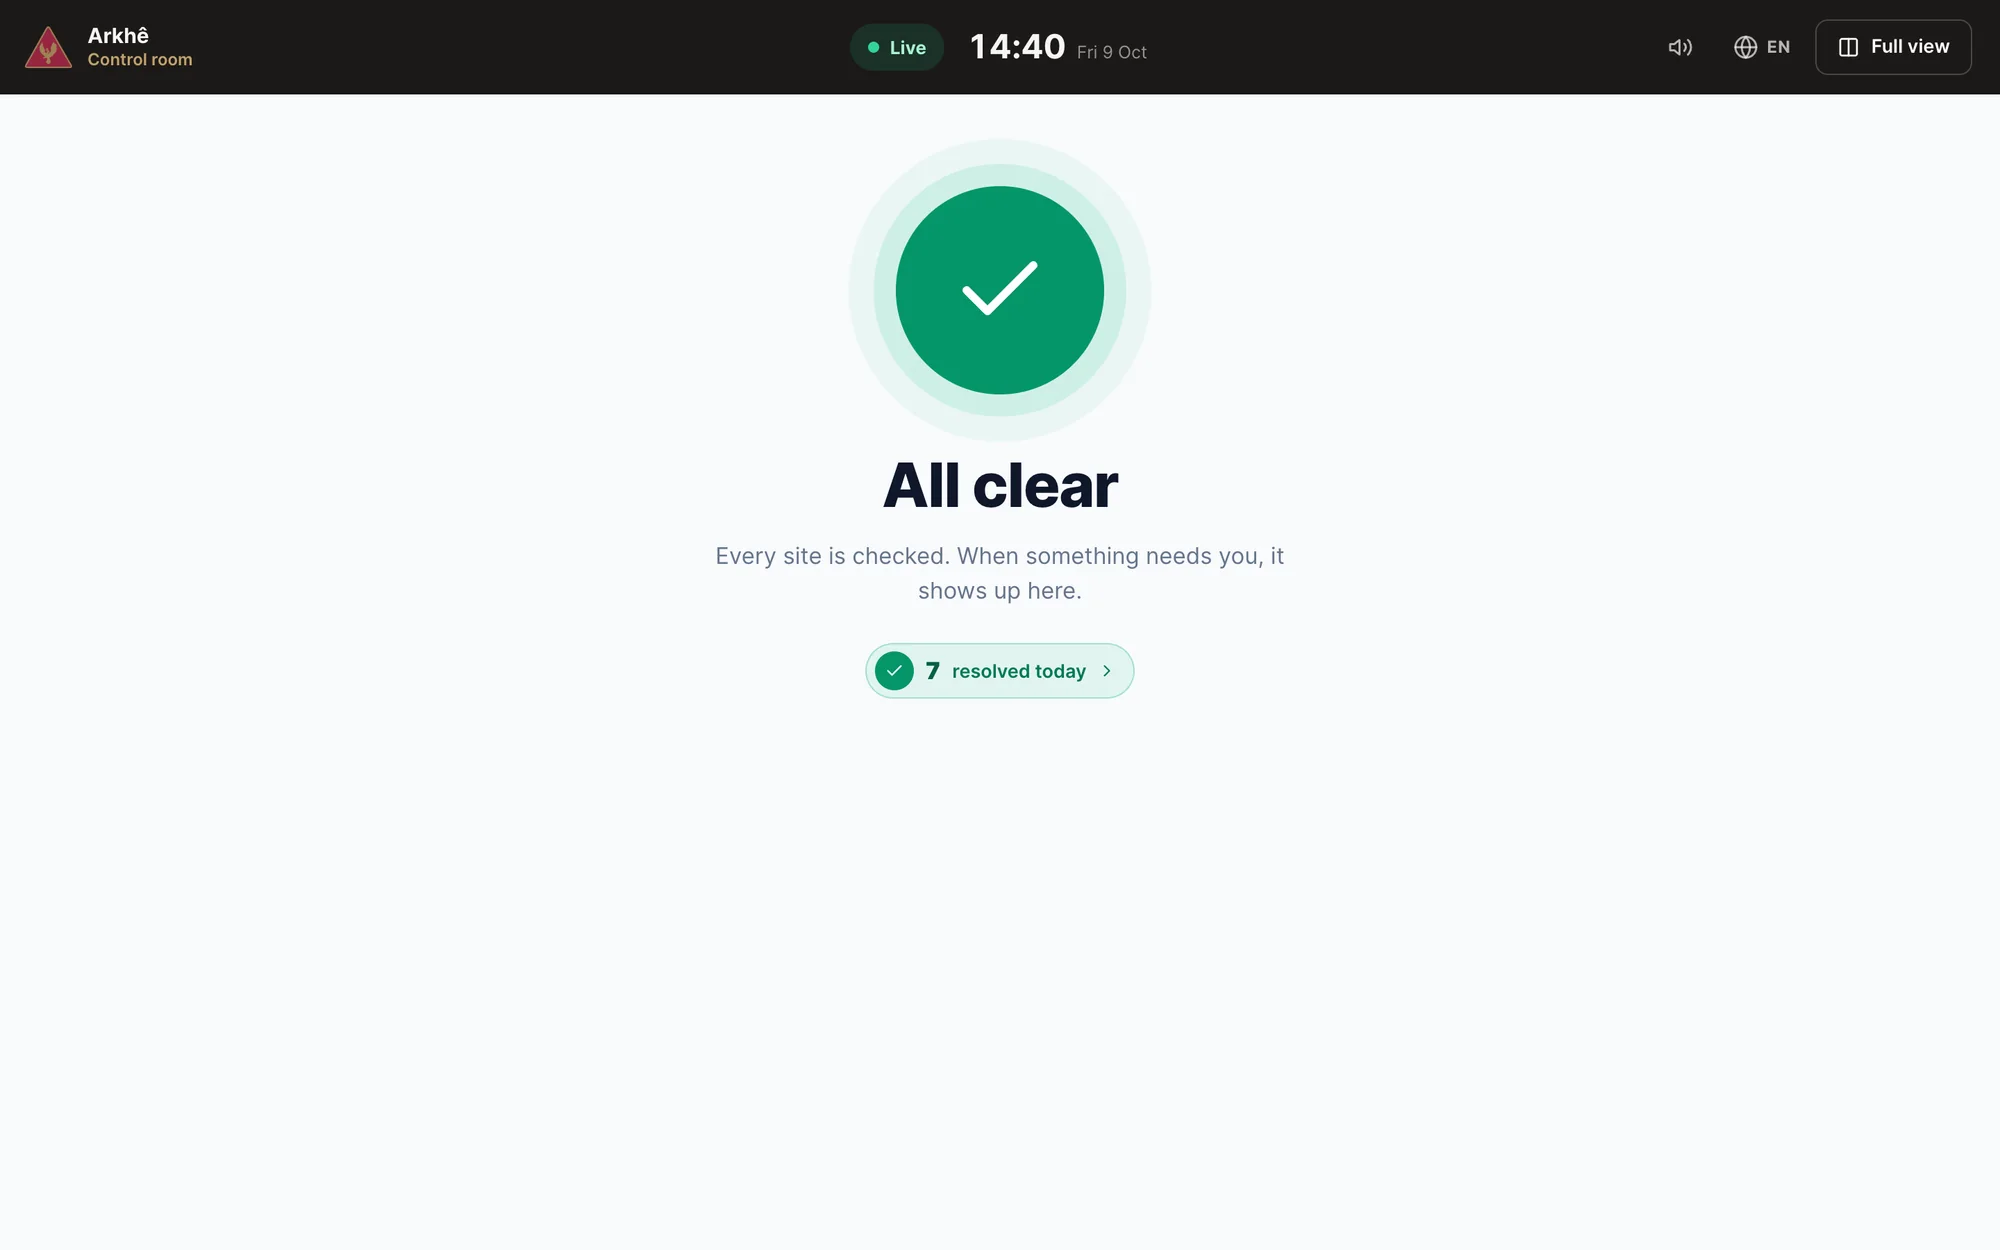 Arkhê
Control room
Live
14:40 Fri 9 Oct
EN
Full view
All clear
Every site is checked. When something needs you, it
shows up here.
7 resolved today